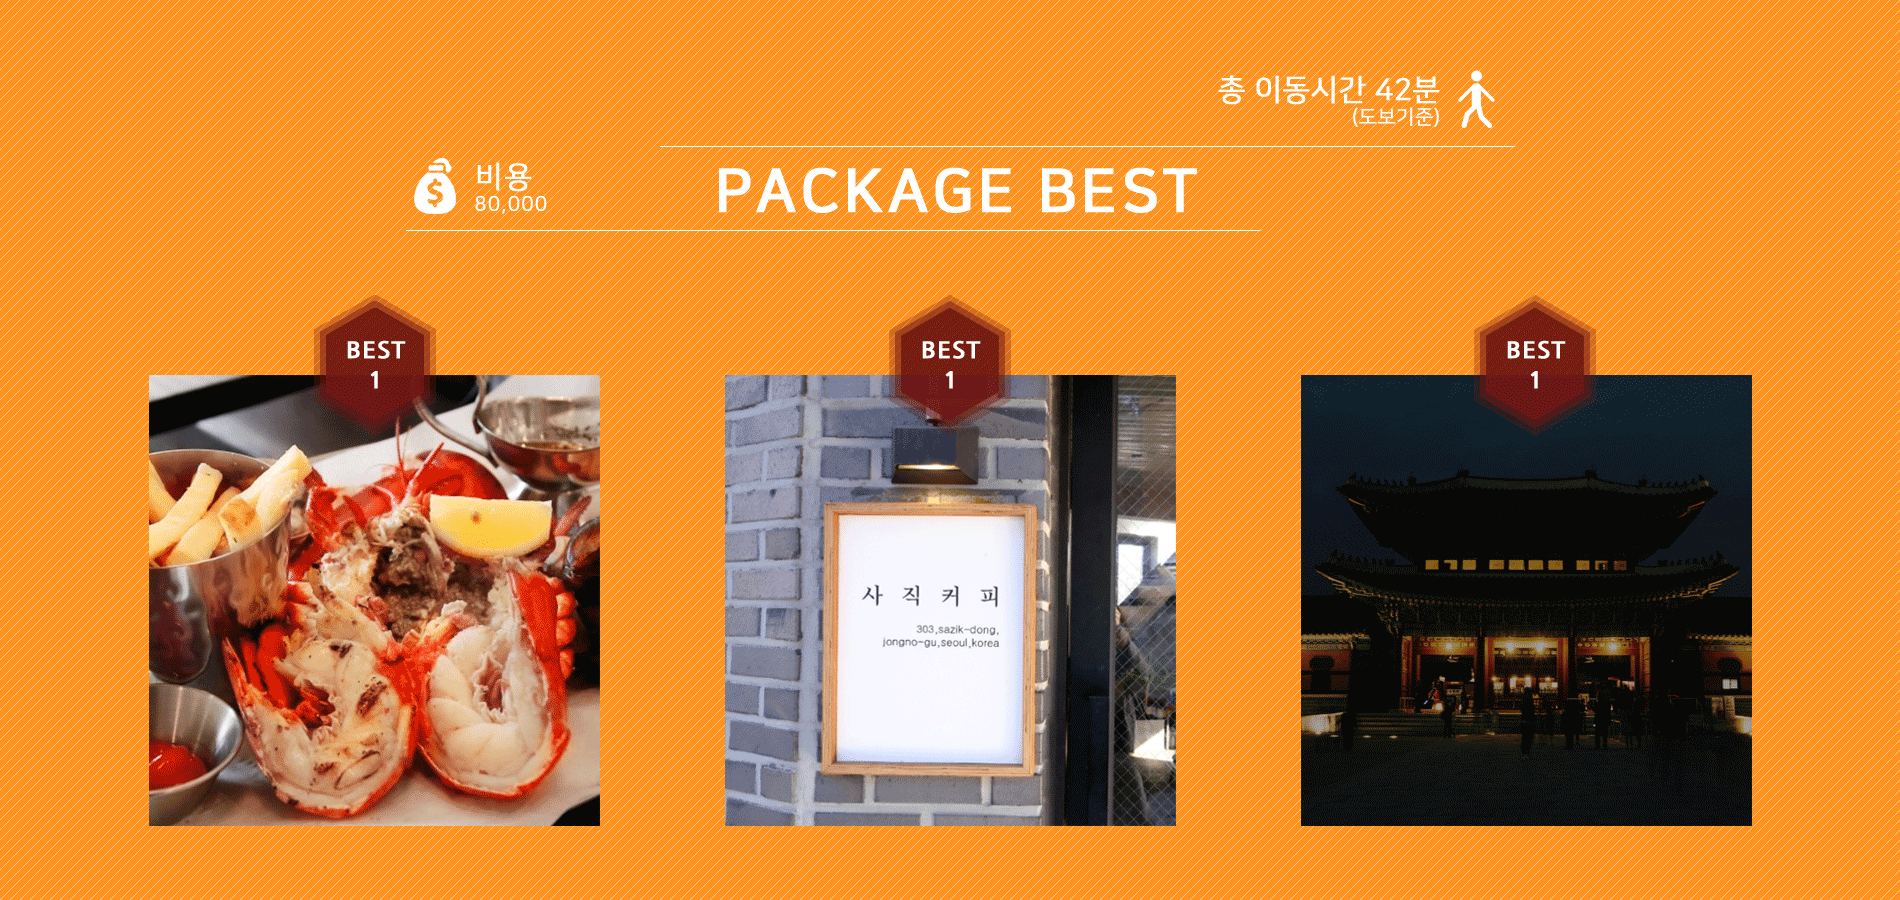 총 이동시간 42분
(도보기준)
비용
80,000
PACKAGE BEST
BEST
1
BEST
1
BEST
1
사직커피
303,sazik-dong,
jongno-gu,seoul,korea